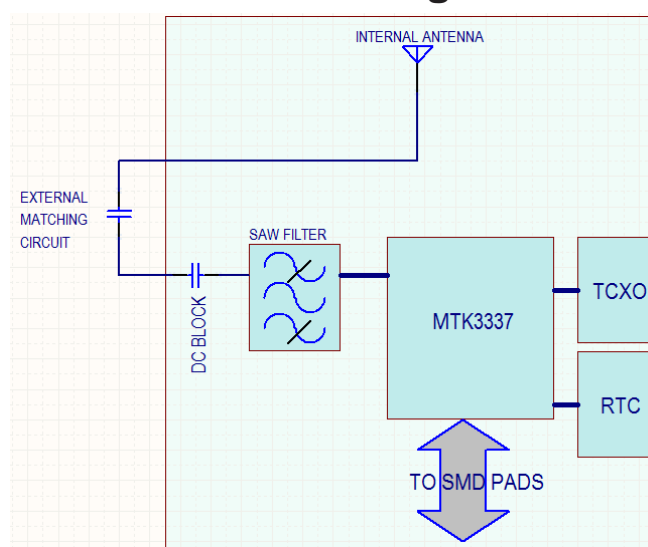 INTERNAL ANTENNA
EXTERNAL
MATCHING
CIRCUIT
SAW FILTER
DC BLOCK
MTK3337
TCXO
RTC
TO SMD PADS